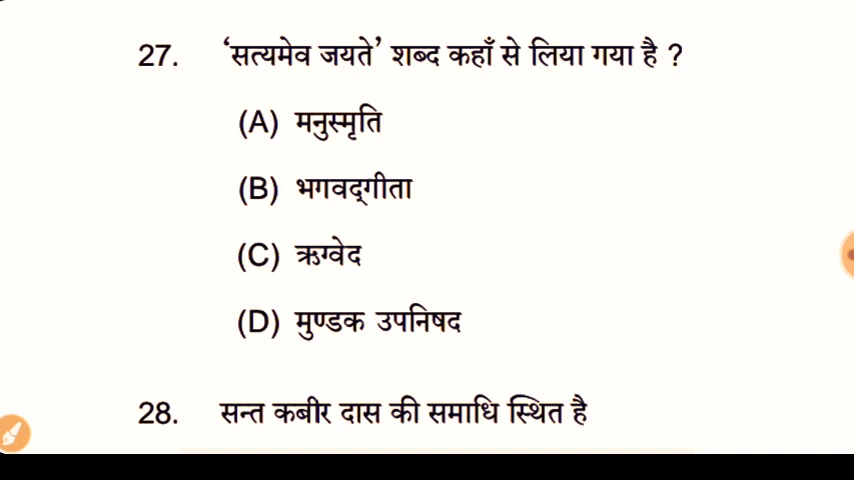 27. ‘सत्यमेव जयते’ शब्द कहाँ से लिया गया है ?
(A) मनुस्मृति
(B) भगवद्‌गीता
(C) ऋग्वेद
(D) मुण्डक उपनिषद
28. सन्त कबीर दास की समाधि स्थित है